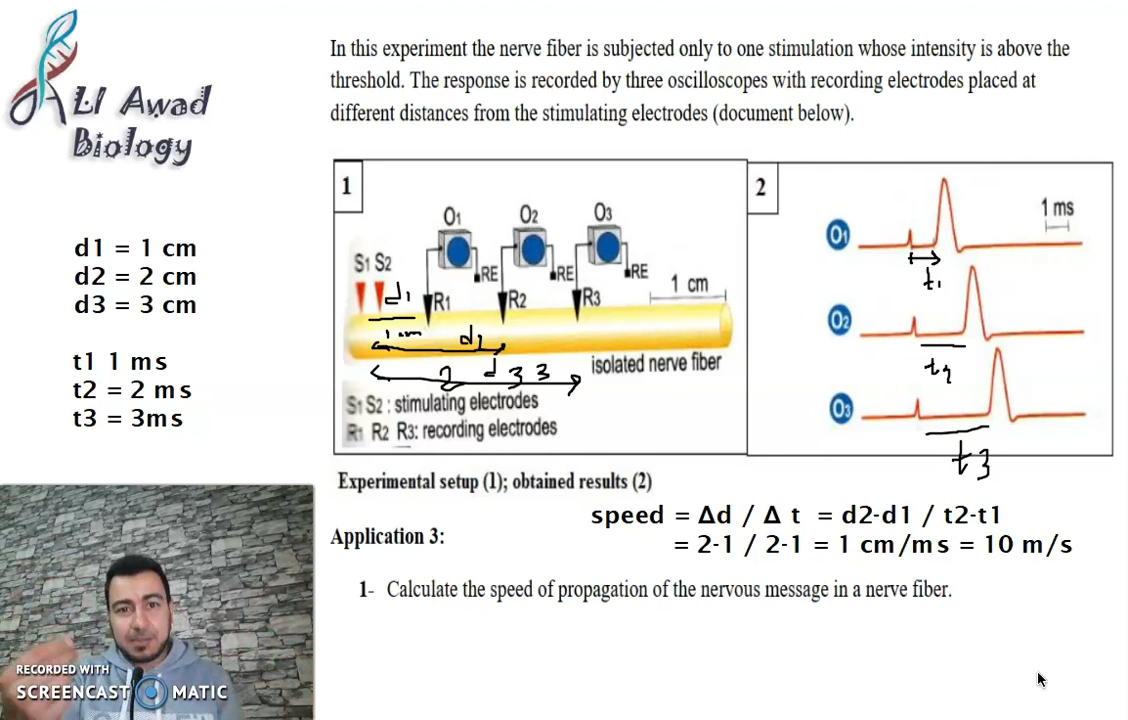 ALI Awad
Biology
In this experiment the nerve fiber is subjected only to one stimulation whose intensity is above the
threshold. The response is recorded by three oscilloscopes with recording electrodes placed at
different distances from the stimulating electrodes (document below).
d1 = 1 cm
d2 = 2 cm
d3 = 3 cm
t1 1 ms
t2 = 2 ms
t3 = 3ms
1
O1 O2 O3
S1 S2
RE RE RE
d1
R1 R2 R3
1 cm
1 cm
d2
2 d3 3
isolated nerve fiber
S1 S2 : stimulating electrodes
R1 R2 R3: recording electrodes
2
1 ms
O1
t1
O2
t2
O3
t3
Experimental setup (1); obtained results (2)
speed = Δd / Δ t = d2-d1 / t2-t1
= 2-1 / 2-1 = 1 cm/ms = 10 m/s
Application 3:
1- Calculate the speed of propagation of the nervous message in a nerve fiber.
RECORDED WITH
SCREENCAST MATIC